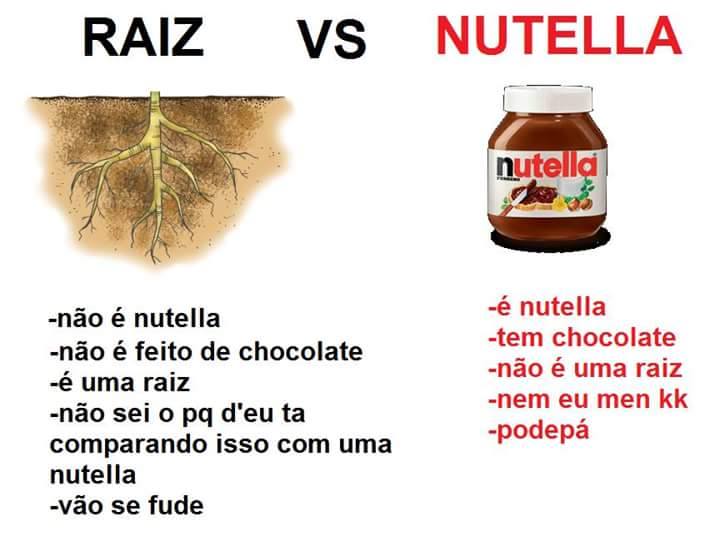 RAIZ VS NUTELLA
nutella
-não é nutella
-não é feito de chocolate
-é uma raiz
-não sei o pq d'eu ta
comparando isso com uma
nutella
-vão se fude
-é nutella
-tem chocolate
-não é uma raiz
-nem eu men kk
-podepá